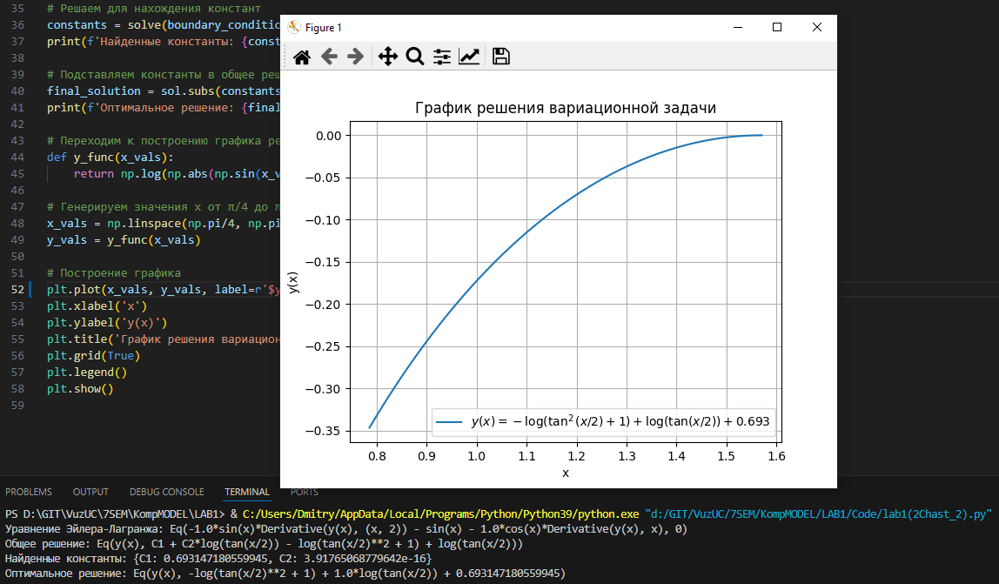 35 # Решаем для нахождения констант
36 constants = solve(boundary_conditio
37 print(f'Найденные константы: {const
38
39 # Подставляем константы в общее реш
40 final_solution = sol.subs(constants
41 print(f'Оптимальное решение: {final
42
43 # Переходим к построению графика ре
44 def y_func(x_vals):
45 return np.log(np.abs(np.sin(x_v
46
47 # Генерируем значения x от π/4 до π
48 x_vals = np.linspace(np.pi/4, np.pi
49 y_vals = y_func(x_vals)
50
51 # Построение графика
52 plt.plot(x_vals, y_vals, label=r'$y
53 plt.xlabel('x')
54 plt.ylabel('y(x)')
55 plt.title('График решения вариацион
56 plt.grid(True)
57 plt.legend()
58 plt.show()
59
Figure 1
График решения вариационной задачи
0.00
−0.05
−0.10
−0.15
−0.20
−0.25
−0.30
−0.35
y(x)
y(x) = −log(tan²(x/2) + 1) + log(tan(x/2)) + 0.693
0.8 0.9 1.0 1.1 1.2 1.3 1.4 1.5 1.6
x
PROBLEMS OUTPUT DEBUG CONSOLE TERMINAL PORTS
PS D:\GIT\VuzUC\7SEM\KompMODEL\LAB1> & C:/Users/Dmitry/AppData/Local/Programs/Python/Python39/python.exe "d:/GIT/VuzUC/7SEM/KompMODEL/LAB1/Code/lab1(2Chast_2).py"
Уравнение Эйлера-Лагранжа: Eq(-1.0*sin(x)*Derivative(y(x), (x, 2)) - sin(x) - 1.0*cos(x)*Derivative(y(x), x), 0)
Общее решение: Eq(y(x), C1 + C2*log(tan(x/2)) - log(tan(x/2)**2 + 1) + log(tan(x/2)))
Найденные константы: {C1: 0.693147180559945, C2: 3.91765068779642e-16}
Оптимальное решение: Eq(y(x), -log(tan(x/2)**2 + 1) + 1.0*log(tan(x/2)) + 0.693147180559945)